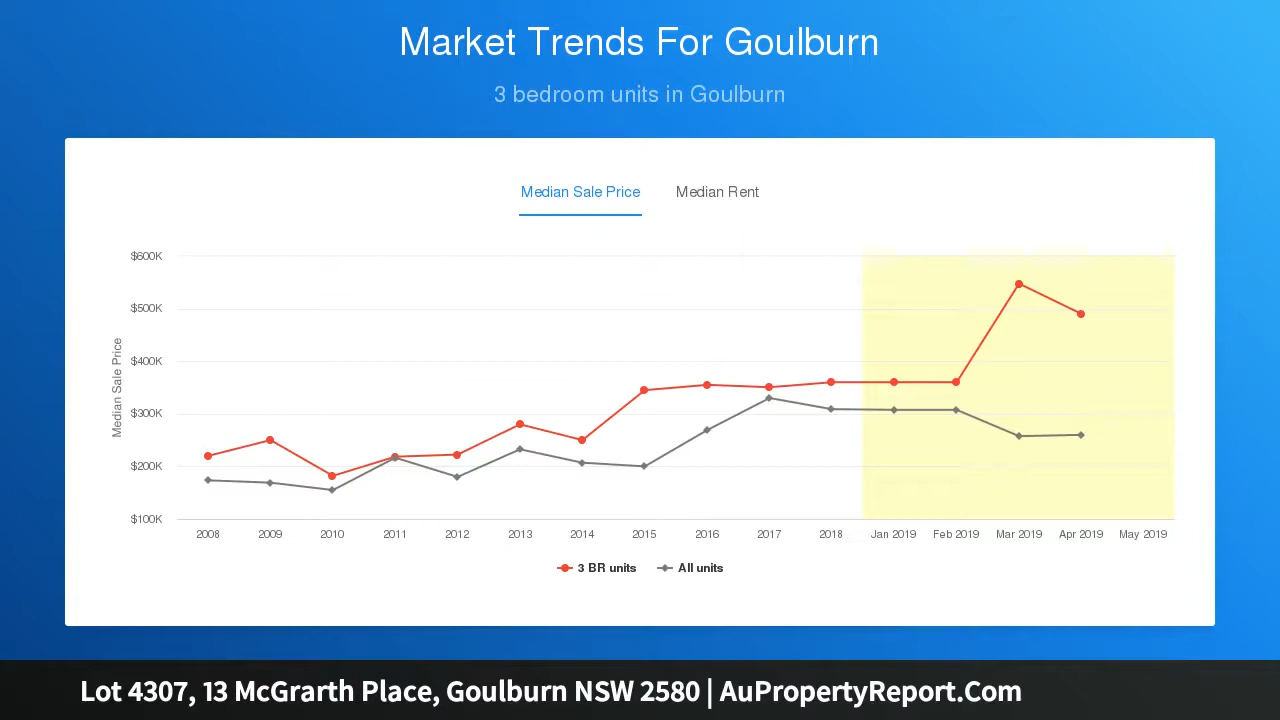 Market Trends For Goulburn
3 bedroom units in Goulburn
Median Sale Price Median Rent
$600K
$500K
$400K
$300K
$200K
$100K
Median Sale Price
2008 2009 2010 2011 2012 2013 2014 2015 2016 2017 2018 Jan 2019 Feb 2019 Mar 2019 Apr 2019 May 2019
3 BR units All units
Lot 4307, 13 McGrarth Place, Goulburn NSW 2580 | AuPropertyReport.Com